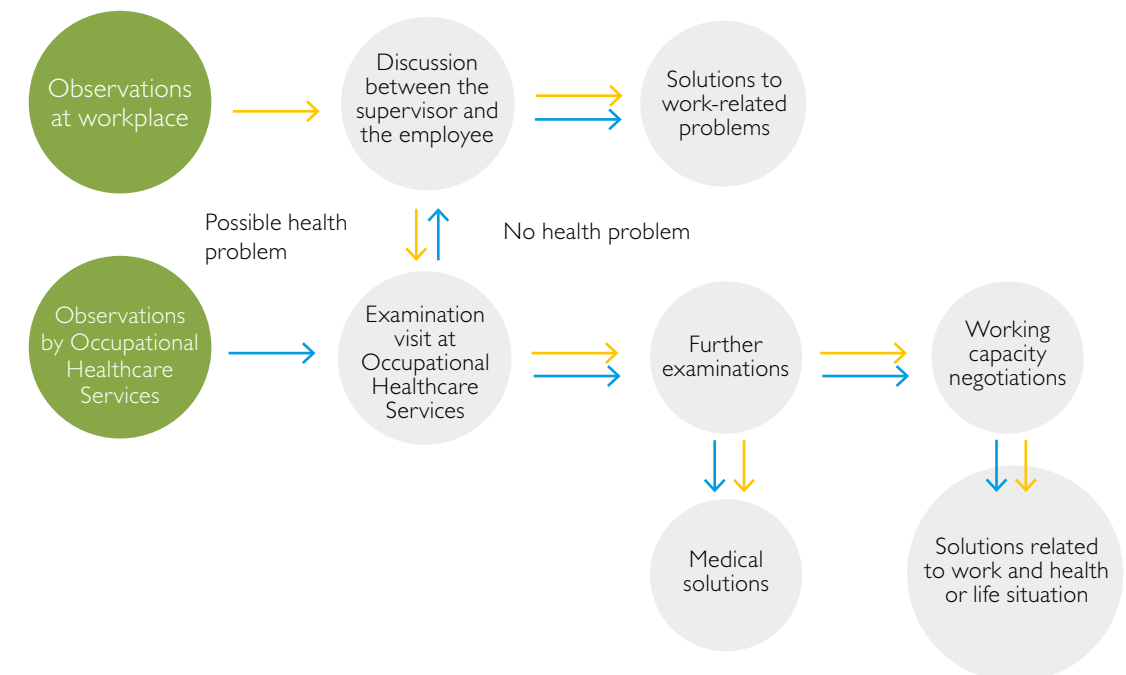 Observations
at workplace
Discussion
between the
supervisor and
the employee
Solutions to
work-related
problems
Possible health
problem
No health problem
Observations
by Occupational
Healthcare
Services
Examination
visit at
Occupational
Healthcare
Services
Further
examinations
Working
capacity
negotiations
Medical
solutions
Solutions related
to work and health
or life situation